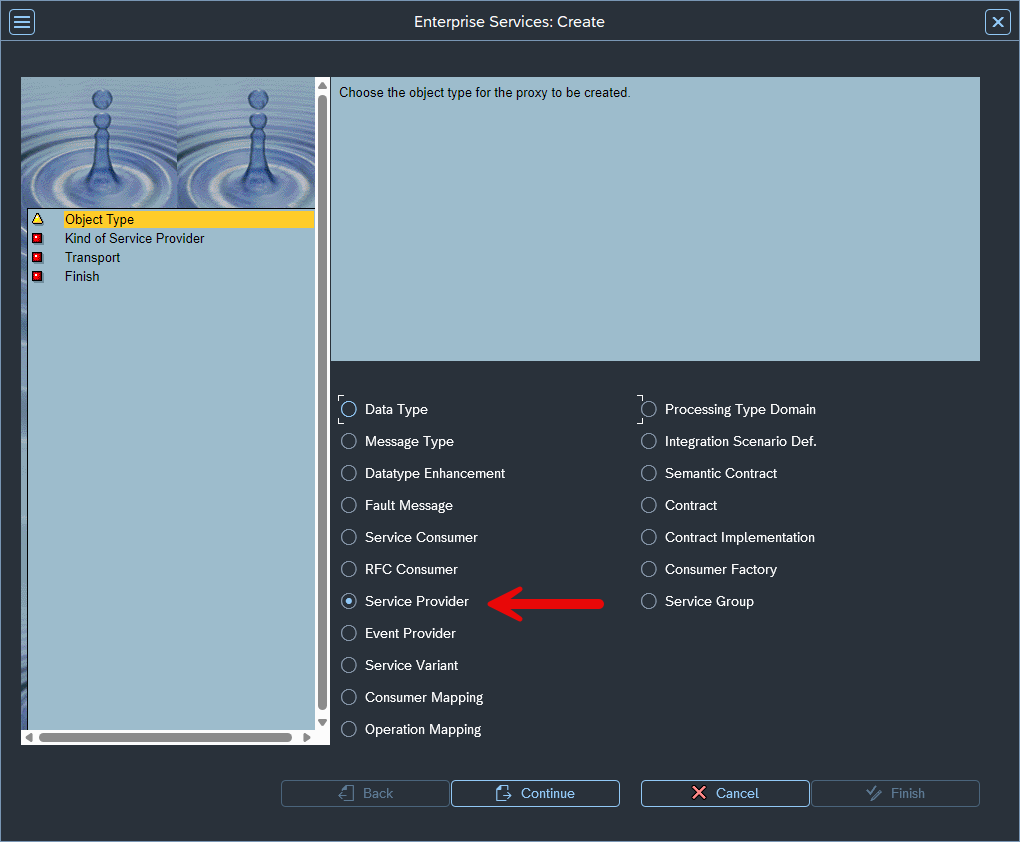 Enterprise Services: Create
Choose the object type for the proxy to be created.
Object Type
Kind of Service Provider
Transport
Finish
Data Type
Message Type
Datatype Enhancement
Fault Message
Service Consumer
RFC Consumer
Service Provider
Event Provider
Service Variant
Consumer Mapping
Operation Mapping
Processing Type Domain
Integration Scenario Def.
Semantic Contract
Contract
Contract Implementation
Consumer Factory
Service Group
Back
Continue
Cancel
Finish